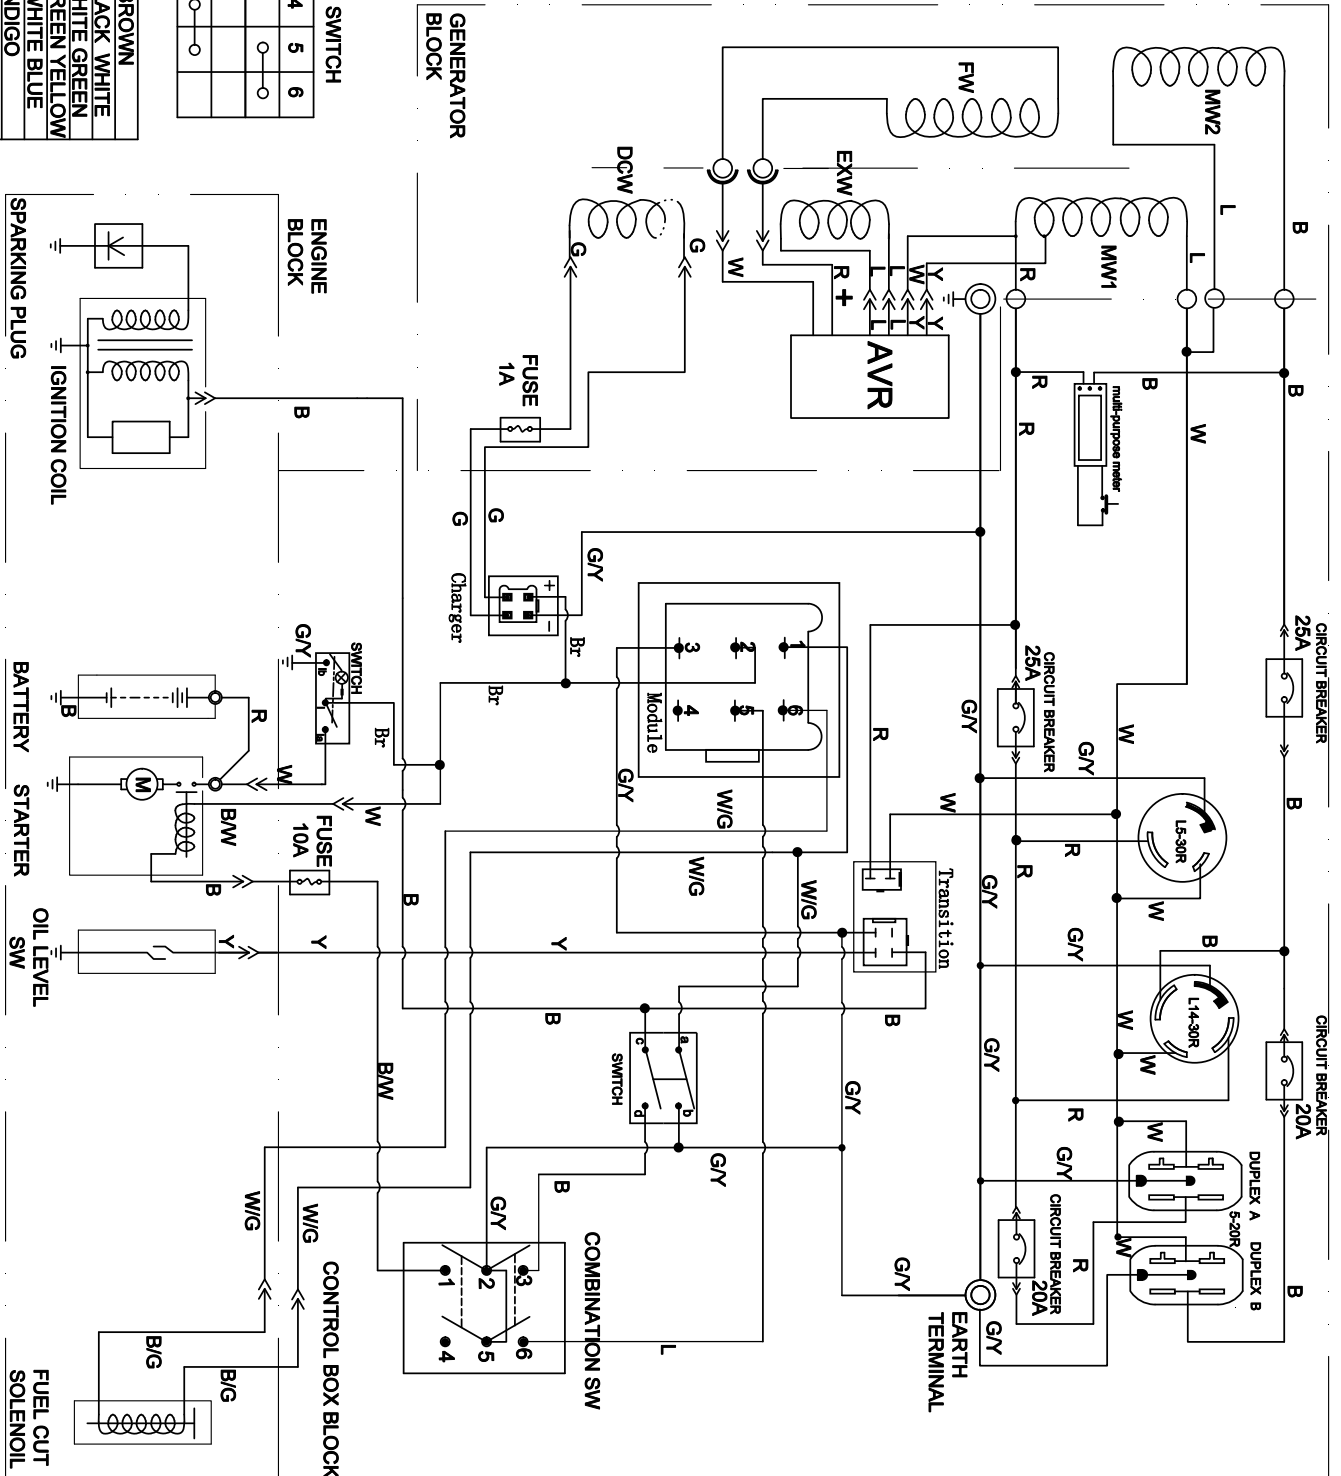 GENERATOR
BLOCK
MW2
FW
EXW
DCW
MW1
AVR
+
L
B
L
R
Y
W
L
L
Y
Y
L
L
R
W
G
G
B
R
B
R
W
multi-purpose meter
FUSE
1A
G
G
G/Y
Charger
+
−
Br
Br
CIRCUIT BREAKER
25A
CIRCUIT BREAKER
25A
B
G/Y
W
G/Y
L5-30R
R
W
R
G/Y
G/Y
B
L14-30R
W
W
G/Y
R
CIRCUIT BREAKER
20A
CIRCUIT BREAKER
20A
W
G/Y
DUPLEX A
5-20R
DUPLEX B
W
R
B
G/Y
EARTH
TERMINAL
G/Y
Module
1
2
3
4
5
6
G/Y
W/G
W/G
W/G
R
W
Transition
B
G/Y
SWITCH
a
b
c
d
B
G/Y
B
G/Y
COMBINATION SW
1
2
3
4
5
6
L
B/W
CONTROL BOX BLOCK
W/G
W/G
B/G
B/G
FUEL CUT
SOLENOIL
ENGINE
BLOCK
SPARKING PLUG
IGNITION COIL
B
BATTERY
B
R
STARTER
M
W
W
B/W
B
FUSE
10A
SWITCH
G/Y
Br
OIL LEVEL
SW
Y
Y
Y
B
SWITCH
4
5
6
BROWN
LACK WHITE
HITE GREEN
REEN YELLOW
WHITE BLUE
NDIGO